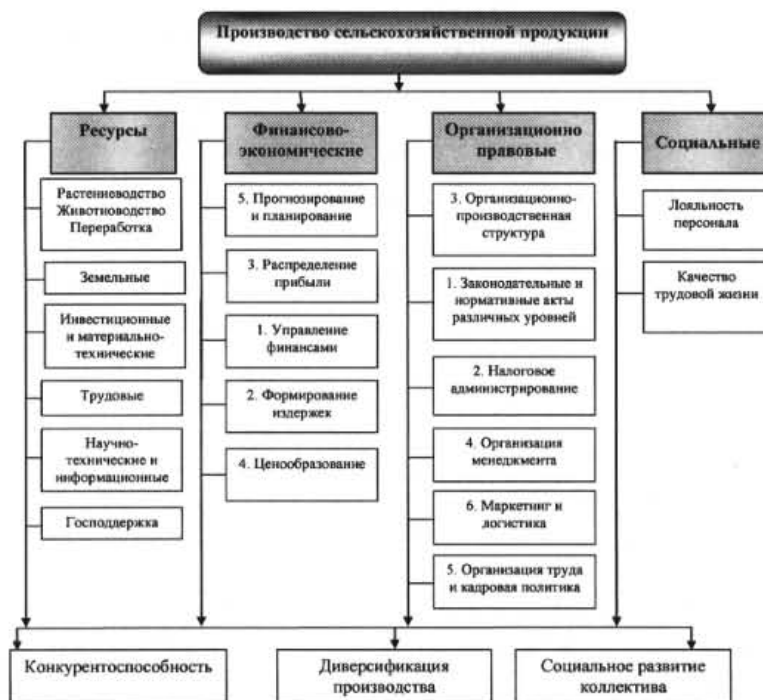 Производство сельскохозяйственной продукции
Ресурсы
Растениеводство
Животноводство
Переработка
Земельные
Инвестиционные
и материально-
технические
Трудовые
Научно-
технические и
информационные
Господдержка
Финансово-
экономические
5. Прогнозирование
и планирование
3. Распределение
прибыли
1. Управление
финансами
2. Формирование
издержек
4. Ценообразование
Организационно
правовые
3. Организационно-
производственная
структура
1. Законодательные и
нормативные акты
различных уровней
2. Налоговое
администрирование
4. Организация
менеджмента
6. Маркетинг и
логистика
5. Организация труда
и кадровая политика
Социальные
Лояльность
персонала
Качество
трудовой жизни
Конкурентоспособность
Диверсификация
производства
Социальное развитие
коллектива